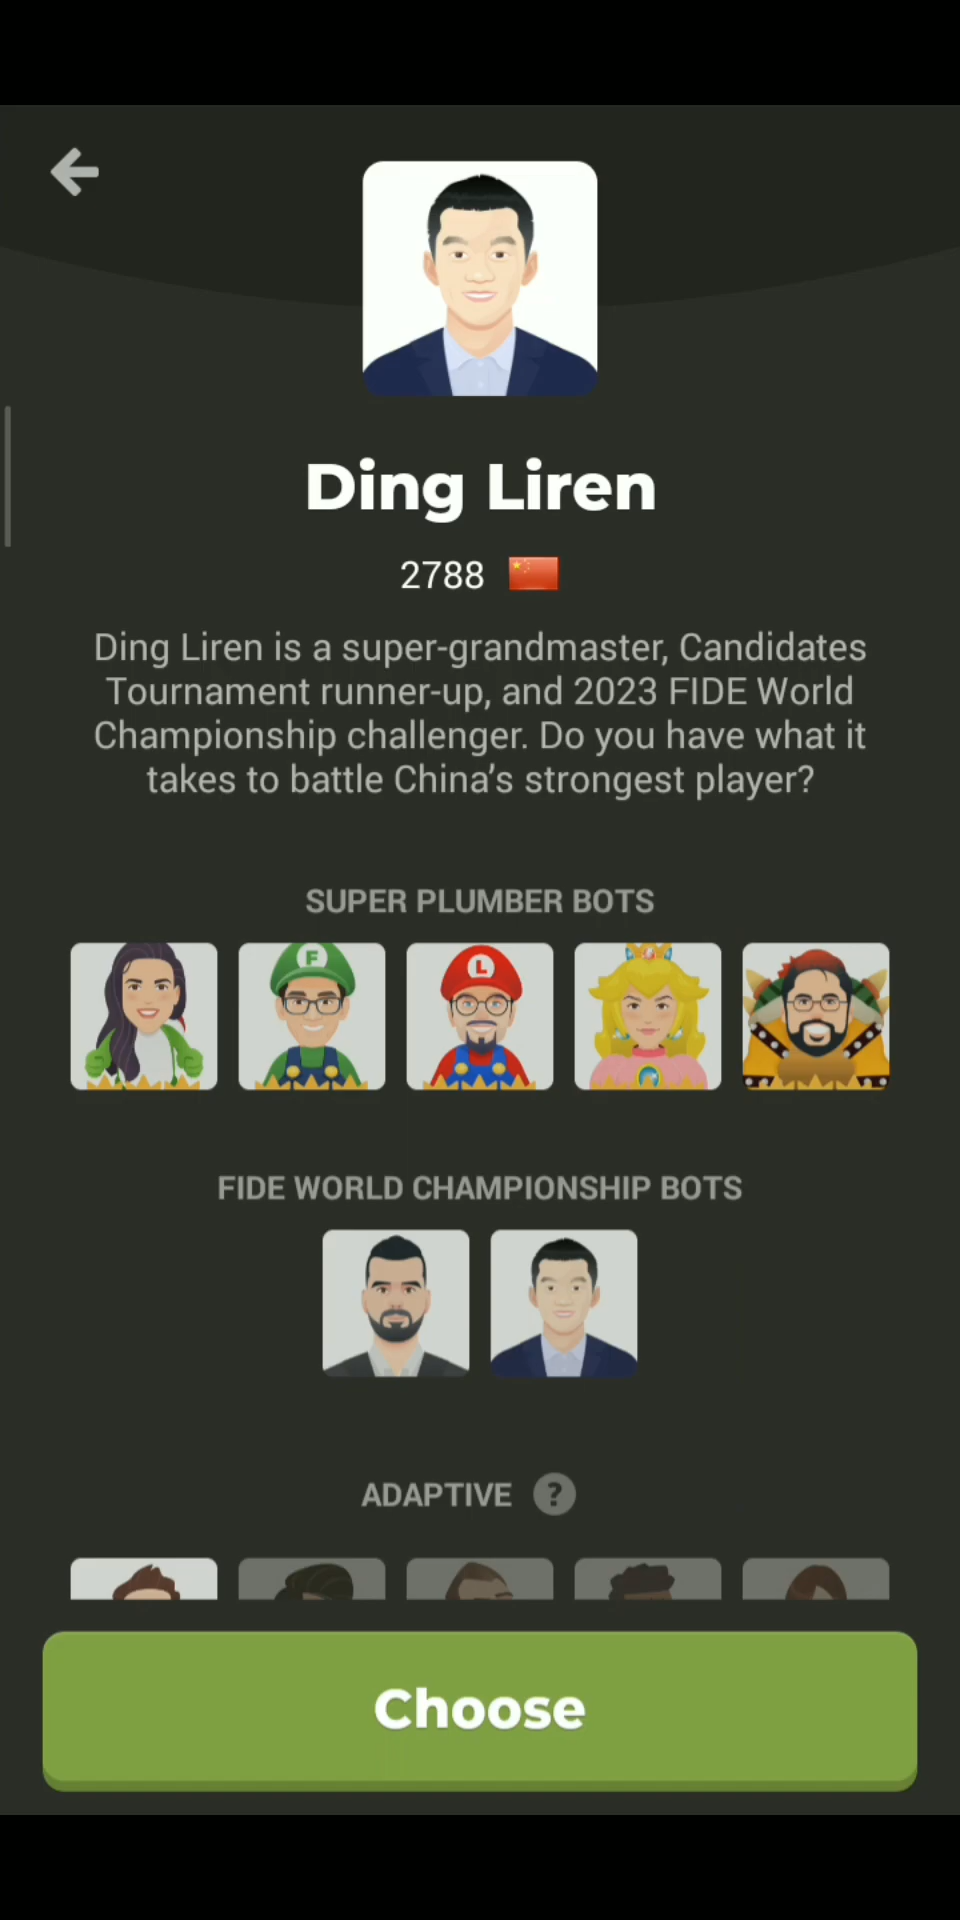 Ding Liren
2788
Ding Liren is a super-grandmaster, Candidates
Tournament runner-up, and 2023 FIDE World
Championship challenger. Do you have what it
takes to battle China’s strongest player?
SUPER PLUMBER BOTS
F
L
FIDE WORLD CHAMPIONSHIP BOTS
ADAPTIVE ?
Choose